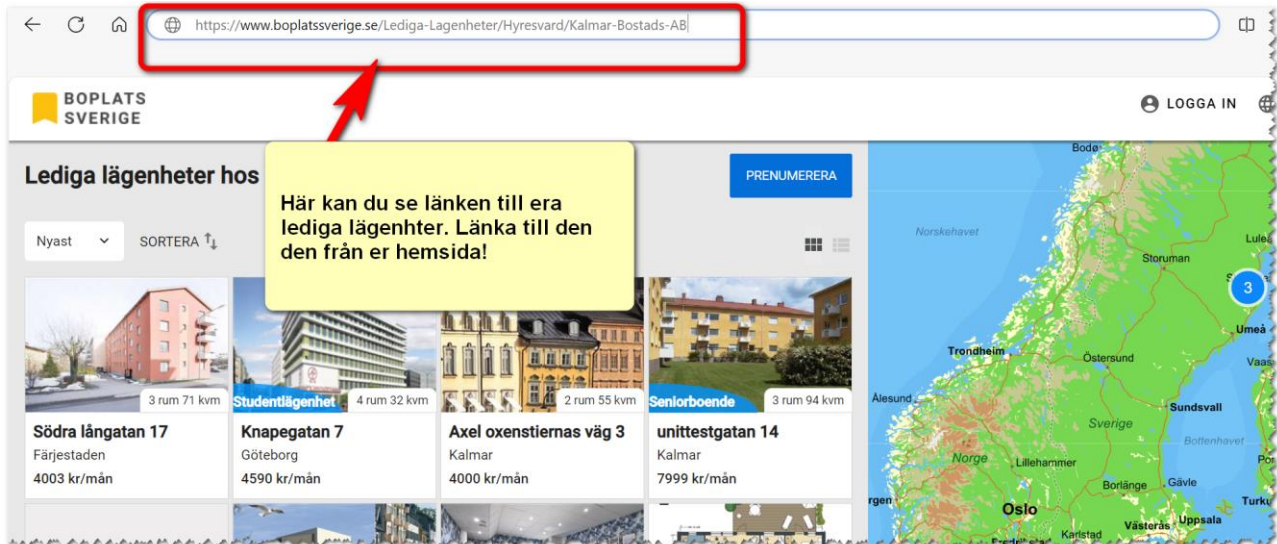 https://www.boplatssverige.se/Lediga-Lagenheter/Hyresvard/Kalmar-Bostads-AB
BOPLATS
SVERIGE
LOGGA IN
Lediga lägenheter hos
PRENUMERERA
Här kan du se länken till era
lediga lägenhter. Länka till den
den från er hemsida!
Nyast
SORTERA
3 rum 71 kvm
Södra långatan 17
Färjestaden
4003 kr/mån
Studentlägenhet
4 rum 32 kvm
Knapegatan 7
Göteborg
4590 kr/mån
2 rum 55 kvm
Axel oxenstiernas väg 3
Kalmar
4000 kr/mån
Seniorboende
3 rum 94 kvm
unittestgatan 14
Kalmar
7999 kr/mån
Bodø
Norskehavet
Luleå
Storuman
3
Umeå
Trondheim
Östersund
Vaas
Ålesund
Sundsvall
Sverige
Bottenhavet
Norge
Lillehammer
Por
Borlänge
Gävle
rgen
Oslo
Turku
Uppsala
Västerås
Karlstad